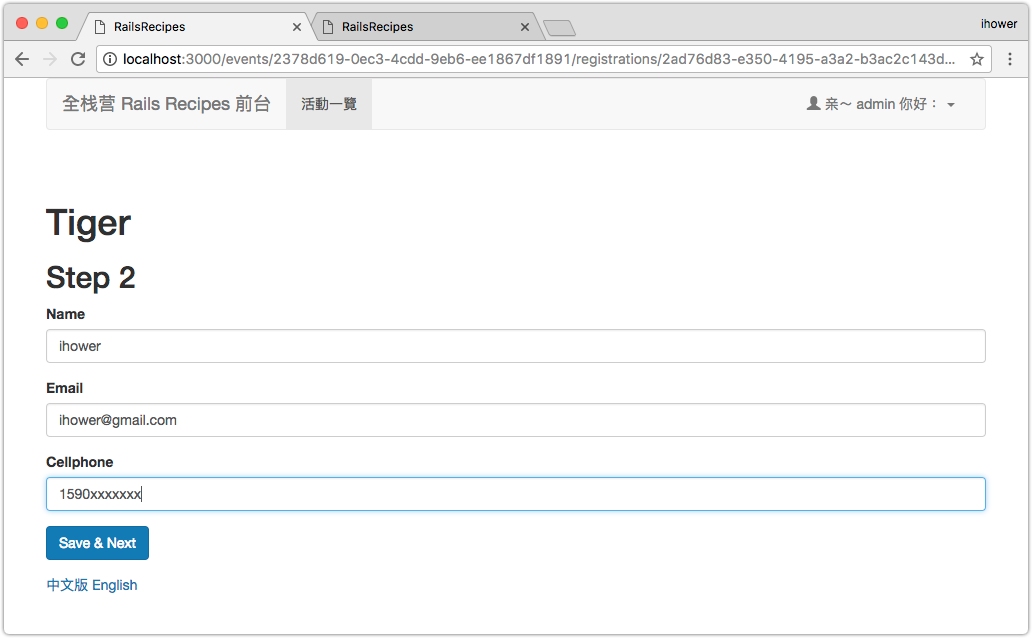 RailsRecipes
RailsRecipes
ihower
localhost:3000/events/2378d619-0ec3-4cdd-9eb6-ee1867df1891/registrations/2ad76d83-e350-4195-a3a2-b3ac2c143d...
全栈营 Rails Recipes 前台
活動一覽
亲～ admin 你好：
Tiger
Step 2
Name
ihower
Email
ihower@gmail.com
Cellphone
1590xxxxxxx
Save & Next
中文版 English